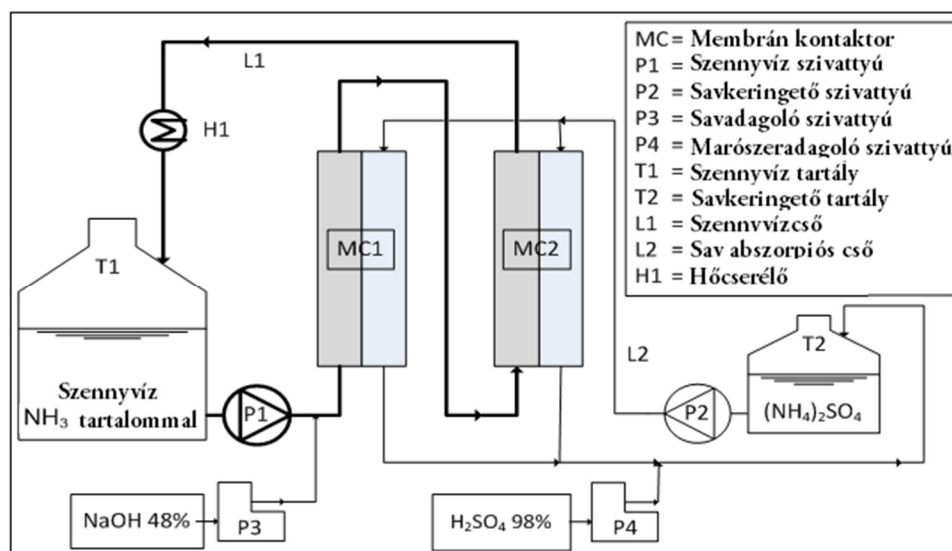 L1
H1
T1
Szennyvíz
NH3 tartalommal
P1
MC1
MC2
L2
T2
(NH4)2SO4
P2
NaOH 48%
P3
H2SO4 98%
P4
MC = Membrán kontaktor
P1 = Szennyvíz szivattyú
P2 = Savkeringető szivattyú
P3 = Savadagoló szivattyú
P4 = Marószeradagoló szivattyú
T1 = Szennyvíz tartály
T2 = Savkeringető tartály
L1 = Szennvvízcső
L2 = Sav abszorpiós cső
H1 = Hőcserélő